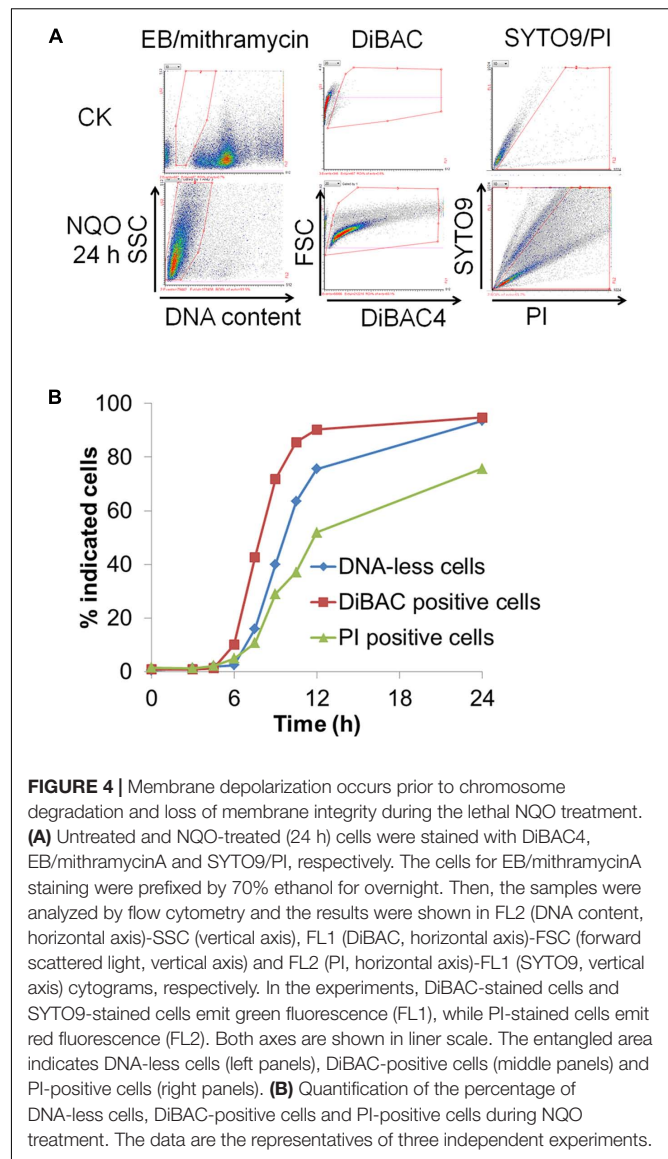 A
EB/mithramycin DiBAC SYTO9/PI
CK
NQO
24 h
SSC
FSC
SYTO9
DNA content
DiBAC4
PI
B
100
80
60
40
20
0
% indicated cells
DNA-less cells
DiBAC positive cells
PI positive cells
0 6 12 18 24
Time (h)
FIGURE 4 | Membrane depolarization occurs prior to chromosome
degradation and loss of membrane integrity during the lethal NQO treatment.
(A) Untreated and NQO-treated (24 h) cells were stained with DiBAC4,
EB/mithramycinA and SYTO9/PI, respectively. The cells for EB/mithramycinA
staining were prefixed by 70% ethanol for overnight. Then, the samples were
analyzed by flow cytometry and the results were shown in FL2 (DNA content,
horizontal axis)-SSC (vertical axis), FL1 (DiBAC, horizontal axis)-FSC (forward
scattered light, vertical axis) and FL2 (PI, horizontal axis)-FL1 (SYTO9, vertical
axis) cytograms, respectively. In the experiments, DiBAC-stained cells and
SYTO9-stained cells emit green fluorescence (FL1), while PI-stained cells emit
red fluorescence (FL2). Both axes are shown in liner scale. The entangled area
indicates DNA-less cells (left panels), DiBAC-positive cells (middle panels) and
PI-positive cells (right panels). (B) Quantification of the percentage of
DNA-less cells, DiBAC-positive cells and PI-positive cells during NQO
treatment. The data are the representatives of three independent experiments.